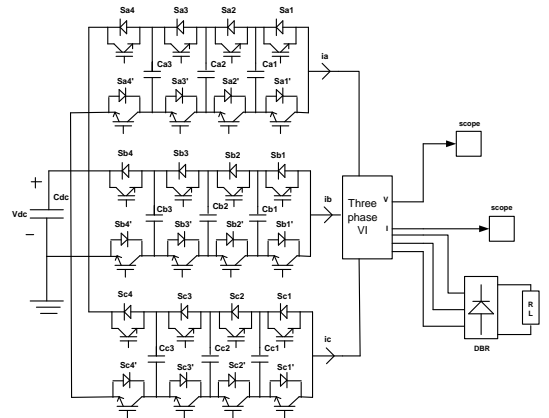 Sa4 Sa3 Sa2 Sa1
Ca3 Ca2 Ca1
ia
Sa4' Sa3' Sa2' Sa1'
scope
Sb4 Sb3 Sb2 Sb1
+
Cdc
Vdc
−
Cb3 Cb2 Cb1
ib
Three
phase
VI
V
I
scope
Sb4' Sb3' Sb2' Sb1'
Sc4 Sc3 Sc2 Sc1
R
L
DBR
Cc3 Cc2 Cc1
ic
Sc4' Sc3' Sc2' Sc1'